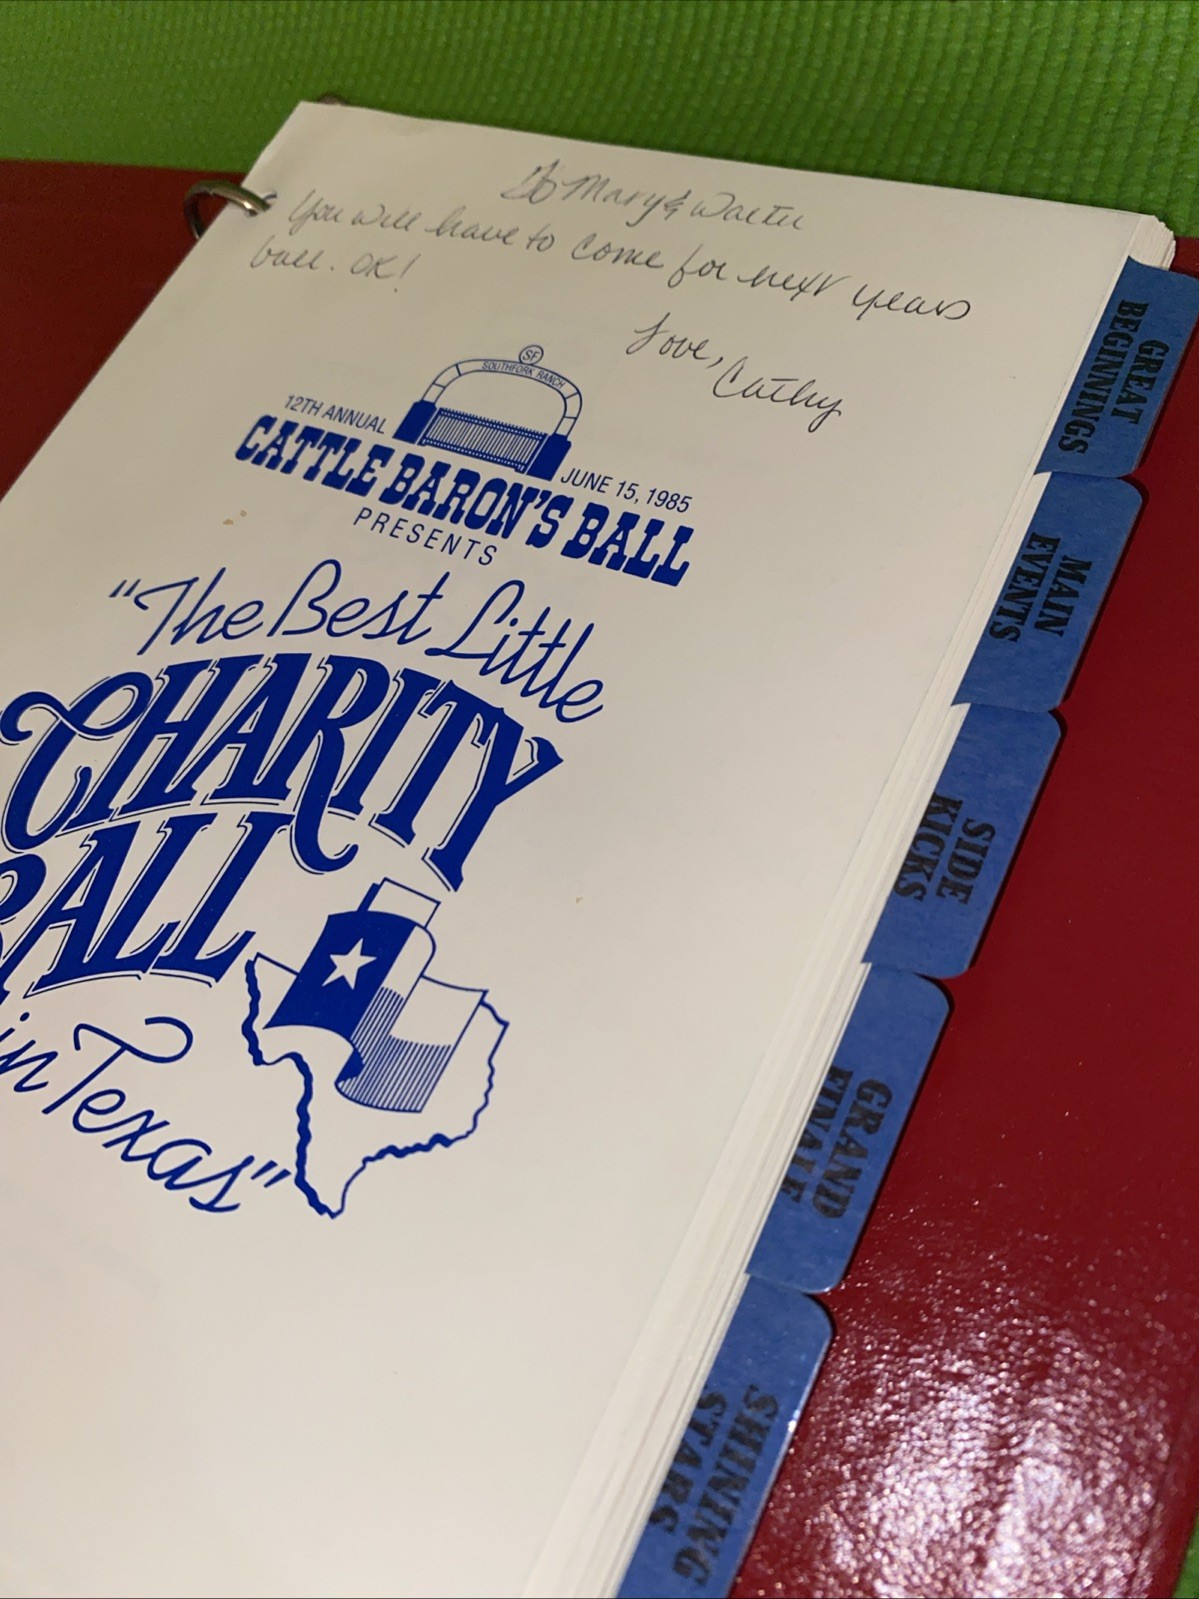 To Mary & Walter
You will have to come for next years
ball. OK!
Love,
Cathy
SF
SOUTHFORK RANCH
12TH ANNUAL
CATTLE BARON'S BALL
JUNE 15, 1985
PRESENTS
"The Best Little
CHARITY
BALL
in Texas"
GREAT
BEGINNINGS
MAIN
EVENTS
SIDE
KICKS
GRAND
FINALE
SHINING
STARS